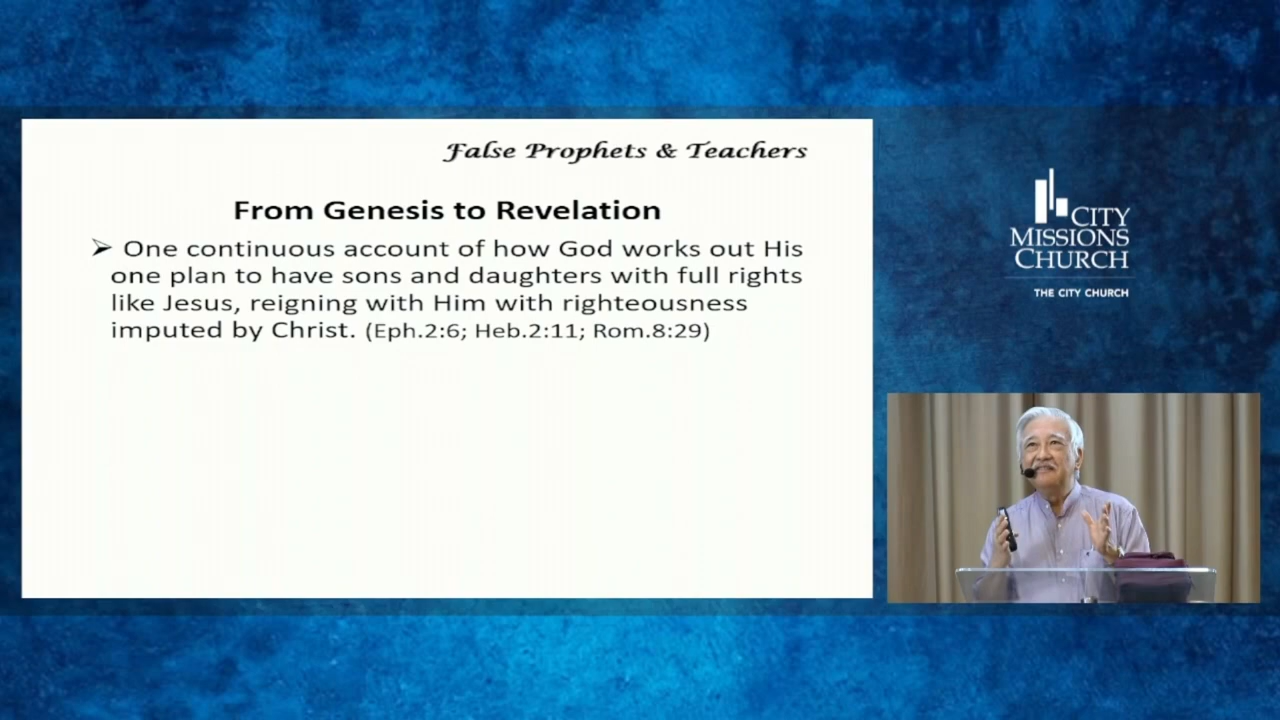 False Prophets & Teachers
From Genesis to Revelation
➢ One continuous account of how God works out His
one plan to have sons and daughters with full rights
like Jesus, reigning with Him with righteousness
imputed by Christ. (Eph.2:6; Heb.2:11; Rom.8:29)
CITY
MISSIONS
CHURCH
THE CITY CHURCH